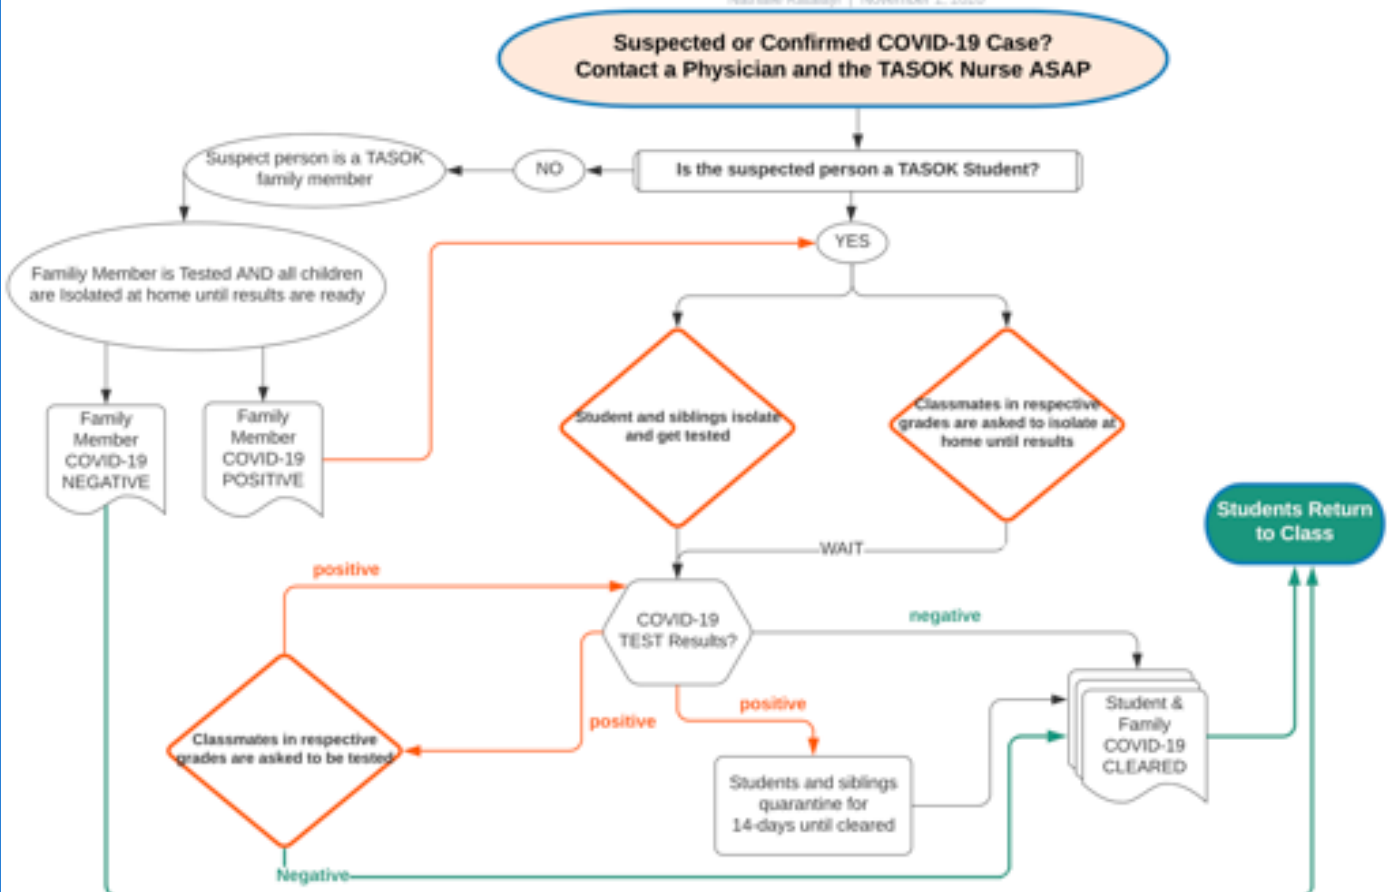 Suspected or Confirmed COVID-19 Case?
Contact a Physician and the TASOK Nurse ASAP
Suspect person is a TASOK
family member
NO
Is the suspected person a TASOK Student?
YES
Familiy Member is Tested AND all children
are Isolated at home until results are ready
Family
Member
COVID-19
NEGATIVE
Family
Member
COVID-19
POSITIVE
Student and siblings isolate
and get tested
Classmates in respective
grades are asked to isolate at
home until results
Students Return
to Class
WAIT
positive
COVID-19
TEST Results?
negative
positive
positive
Classmates in respective
grades are asked to be tested
Students and siblings
quarantine for
14-days until cleared
Student &
Family
COVID-19
CLEARED
Negative